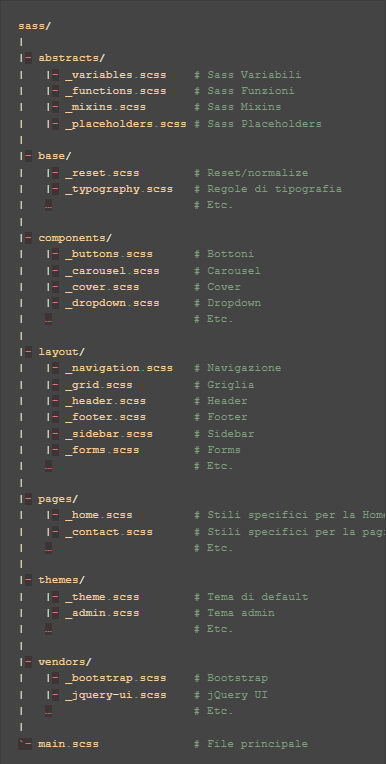 sass/
|
|– abstracts/
|   |– _variables.scss    # Sass Variabili
|   |– _functions.scss    # Sass Funzioni
|   |– _mixins.scss       # Sass Mixins
|   |– _placeholders.scss # Sass Placeholders
|
|– base/
|   |– _reset.scss        # Reset/normalize
|   |– _typography.scss   # Regole di tipografia
|   …                     # Etc.
|
|– components/
|   |– _buttons.scss      # Bottoni
|   |– _carousel.scss     # Carousel
|   |– _cover.scss        # Cover
|   |– _dropdown.scss     # Dropdown
|   …                     # Etc.
|
|– layout/
|   |– _navigation.scss   # Navigazione
|   |– _grid.scss         # Griglia
|   |– _header.scss       # Header
|   |– _footer.scss       # Footer
|   |– _sidebar.scss      # Sidebar
|   |– _forms.scss        # Forms
|   …                     # Etc.
|
|– pages/
|   |– _home.scss         # Stili specifici per la Home
|   |– _contact.scss      # Stili specifici per la
|   …                     # Etc.
|
|– themes/
|   |– _theme.scss        # Tema di default
|   |– _admin.scss        # Tema admin
|   …                     # Etc.
|
|– vendors/
|   |– _bootstrap.scss    # Bootstrap
|   |– _jquery-ui.scss    # jQuery UI
|   …                     # Etc.
|
`– main.scss              # File principale